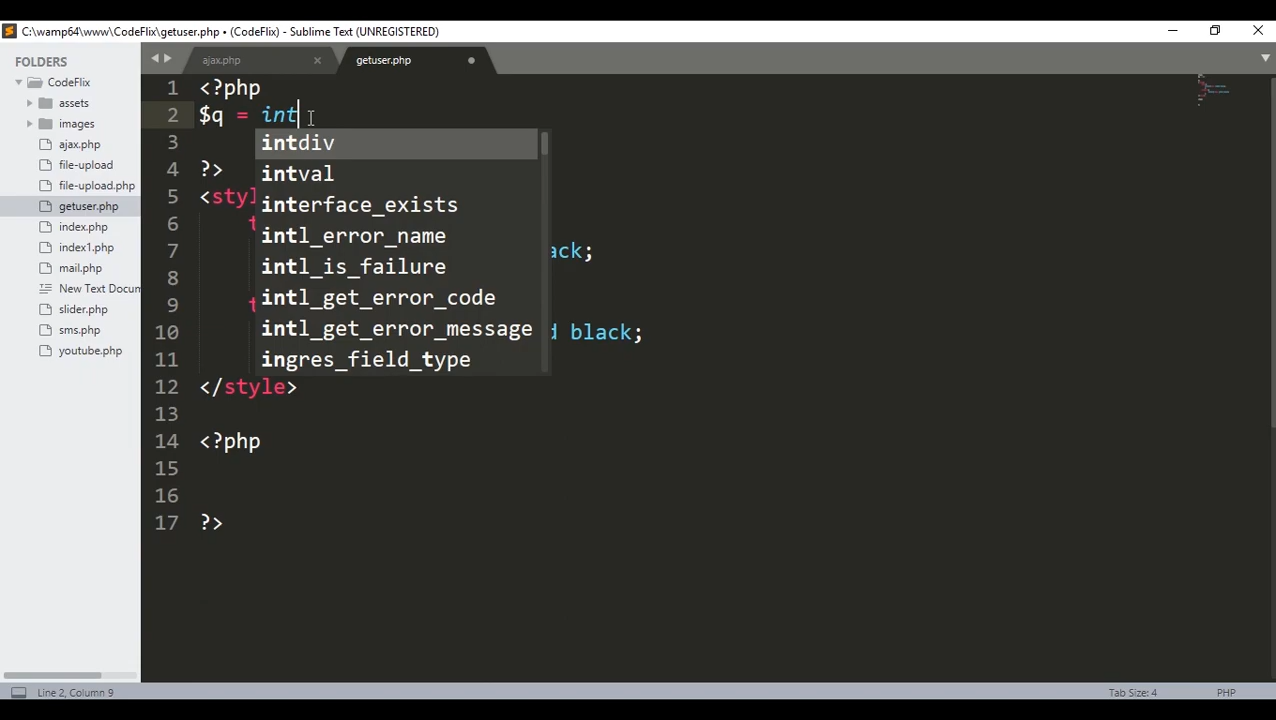 C:\wamp64\www\CodeFlix\getuser.php • (CodeFlix) - Sublime Text (UNREGISTERED)
FOLDERS
CodeFlix
assets
images
ajax.php
file-upload
file-upload.php
getuser.php
index.php
index1.php
mail.php
New Text Docum
slider.php
sms.php
youtube.php
ajax.php
getuser.php
1 <?php
2 $q = int
3
4 ?>
5 <styl
6 t
7 ack;
8
9 t
10 d black;
11
12 </style>
13
14 <?php
15
16
17 ?>
intdiv
intval
interface_exists
intl_error_name
intl_is_failure
intl_get_error_code
intl_get_error_message
ingres_field_type
Line 2, Column 9
Tab Size: 4
PHP